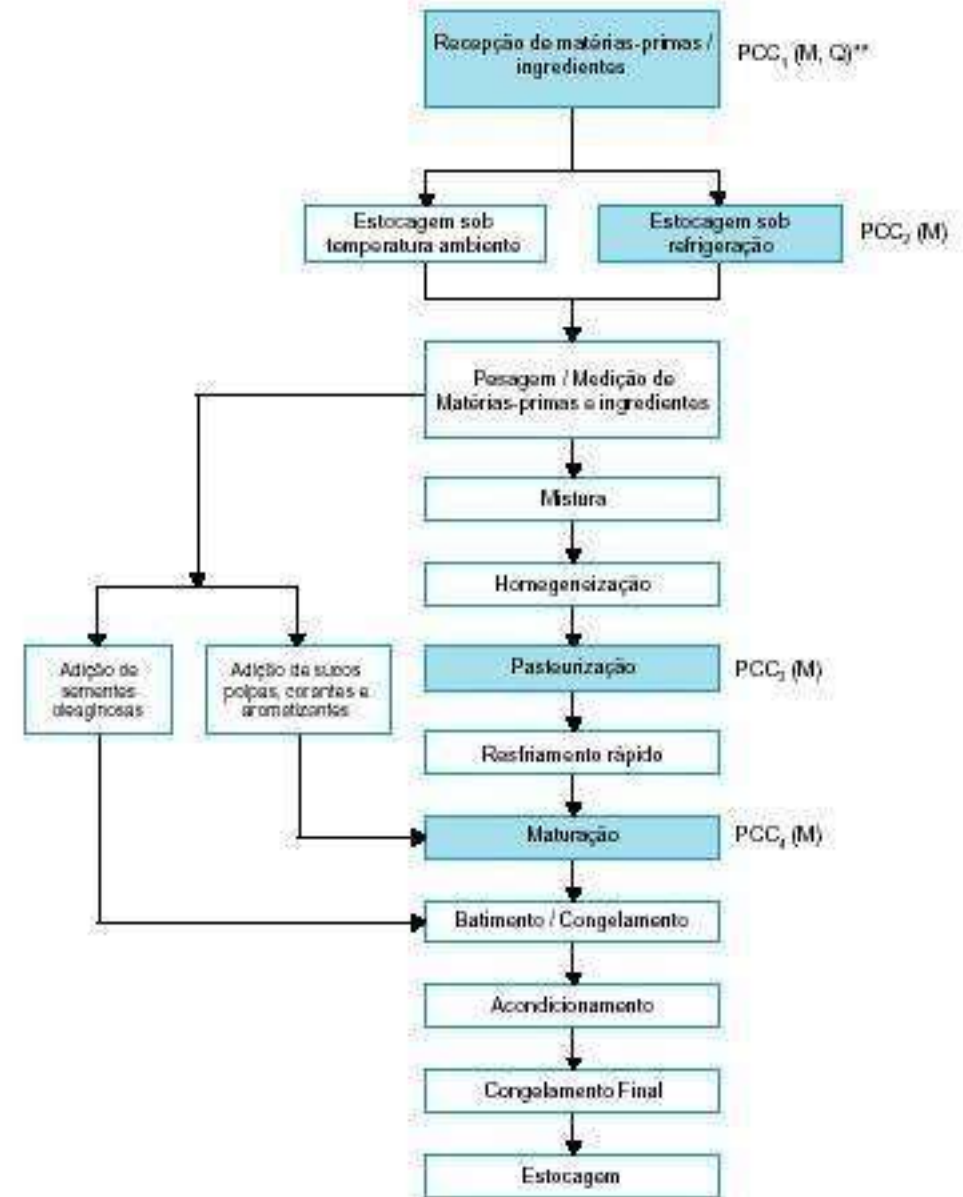 Recepção de matérias-primas /
ingredientes
PCC₁ (M, Q)**
Estocagem sob
temperatura ambiente
Estocagem sob
refrigeração
PCC₂ (M)
Pesagem / Medição de
Matérias-primas e ingredientes
Mistura
Homegeneização
Adição de
sementes
oleaginosas
Adição de sucos
polpas, corantes e
aromatizantes
Pasteurização
PCC₃ (M)
Resfriamento rápido
Maturação
PCC₄ (M)
Batimento / Congelamento
Acondicionamento
Congelamento Final
Estocagem